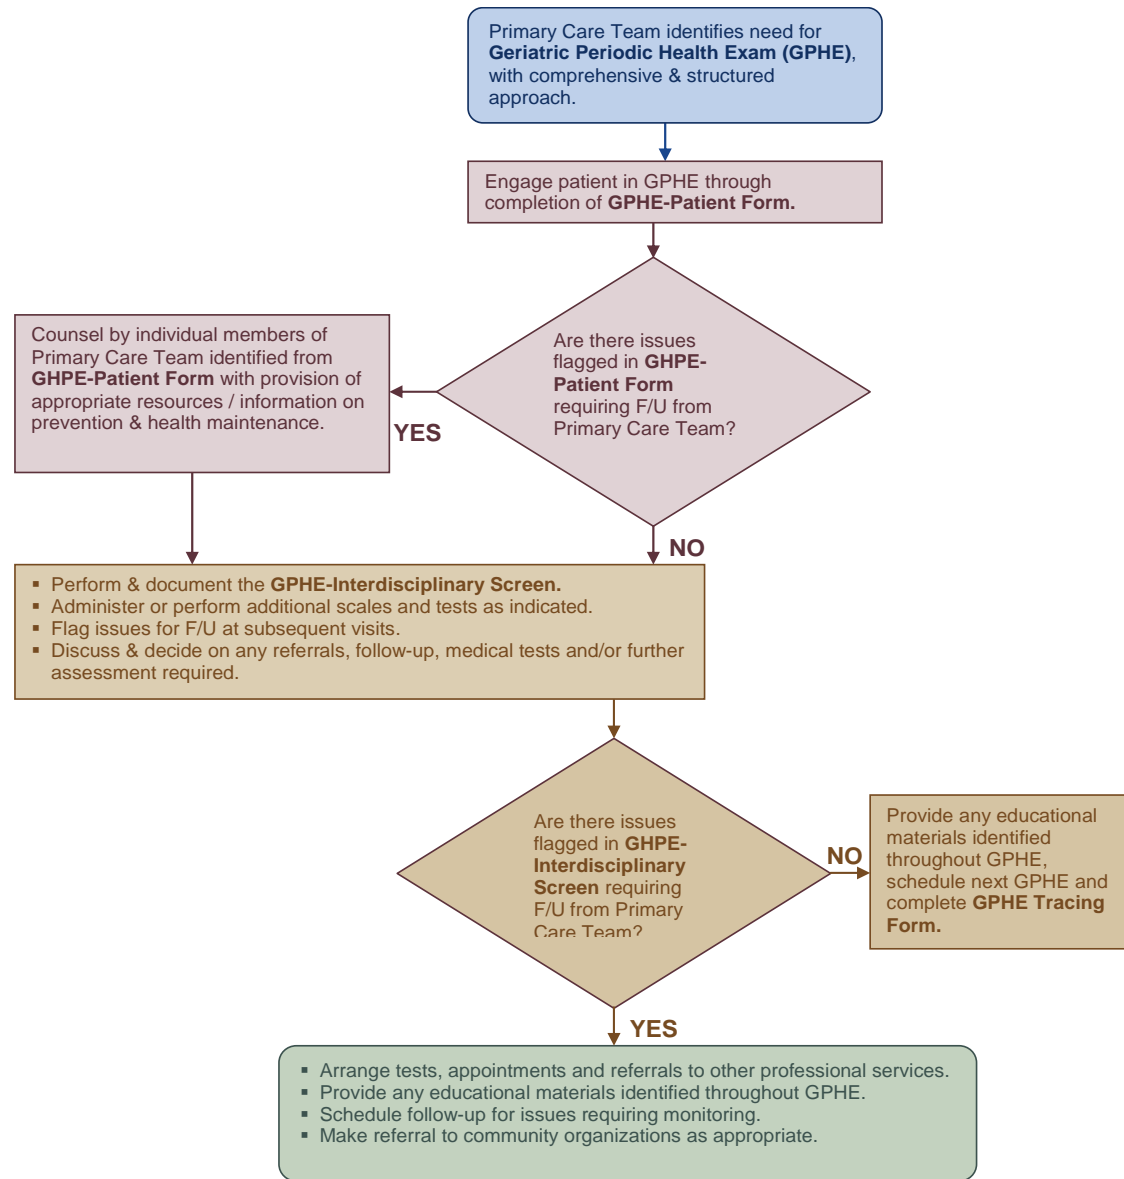 Primary Care Team identifies need for
Geriatric Periodic Health Exam (GPHE),
with comprehensive & structured
approach.
Engage patient in GPHE through
completion of GPHE-Patient Form.
Are there issues
flagged in GHPE-
Patient Form
requiring F/U from
Primary Care Team?
Counsel by individual members of
Primary Care Team identified from
GHPE-Patient Form with provision of
appropriate resources / information on
prevention & health maintenance.
YES
NO
▪ Perform & document the GPHE-Interdisciplinary Screen.
▪ Administer or perform additional scales and tests as indicated.
▪ Flag issues for F/U at subsequent visits.
▪ Discuss & decide on any referrals, follow-up, medical tests and/or further
assessment required.
Are there issues
flagged in GHPE-
Interdisciplinary
Screen requiring
F/U from Primary
Care Team?
NO
Provide any educational
materials identified
throughout GPHE,
schedule next GPHE and
complete GPHE Tracing
Form.
YES
▪ Arrange tests, appointments and referrals to other professional services.
▪ Provide any educational materials identified throughout GPHE.
▪ Schedule follow-up for issues requiring monitoring.
▪ Make referral to community organizations as appropriate.